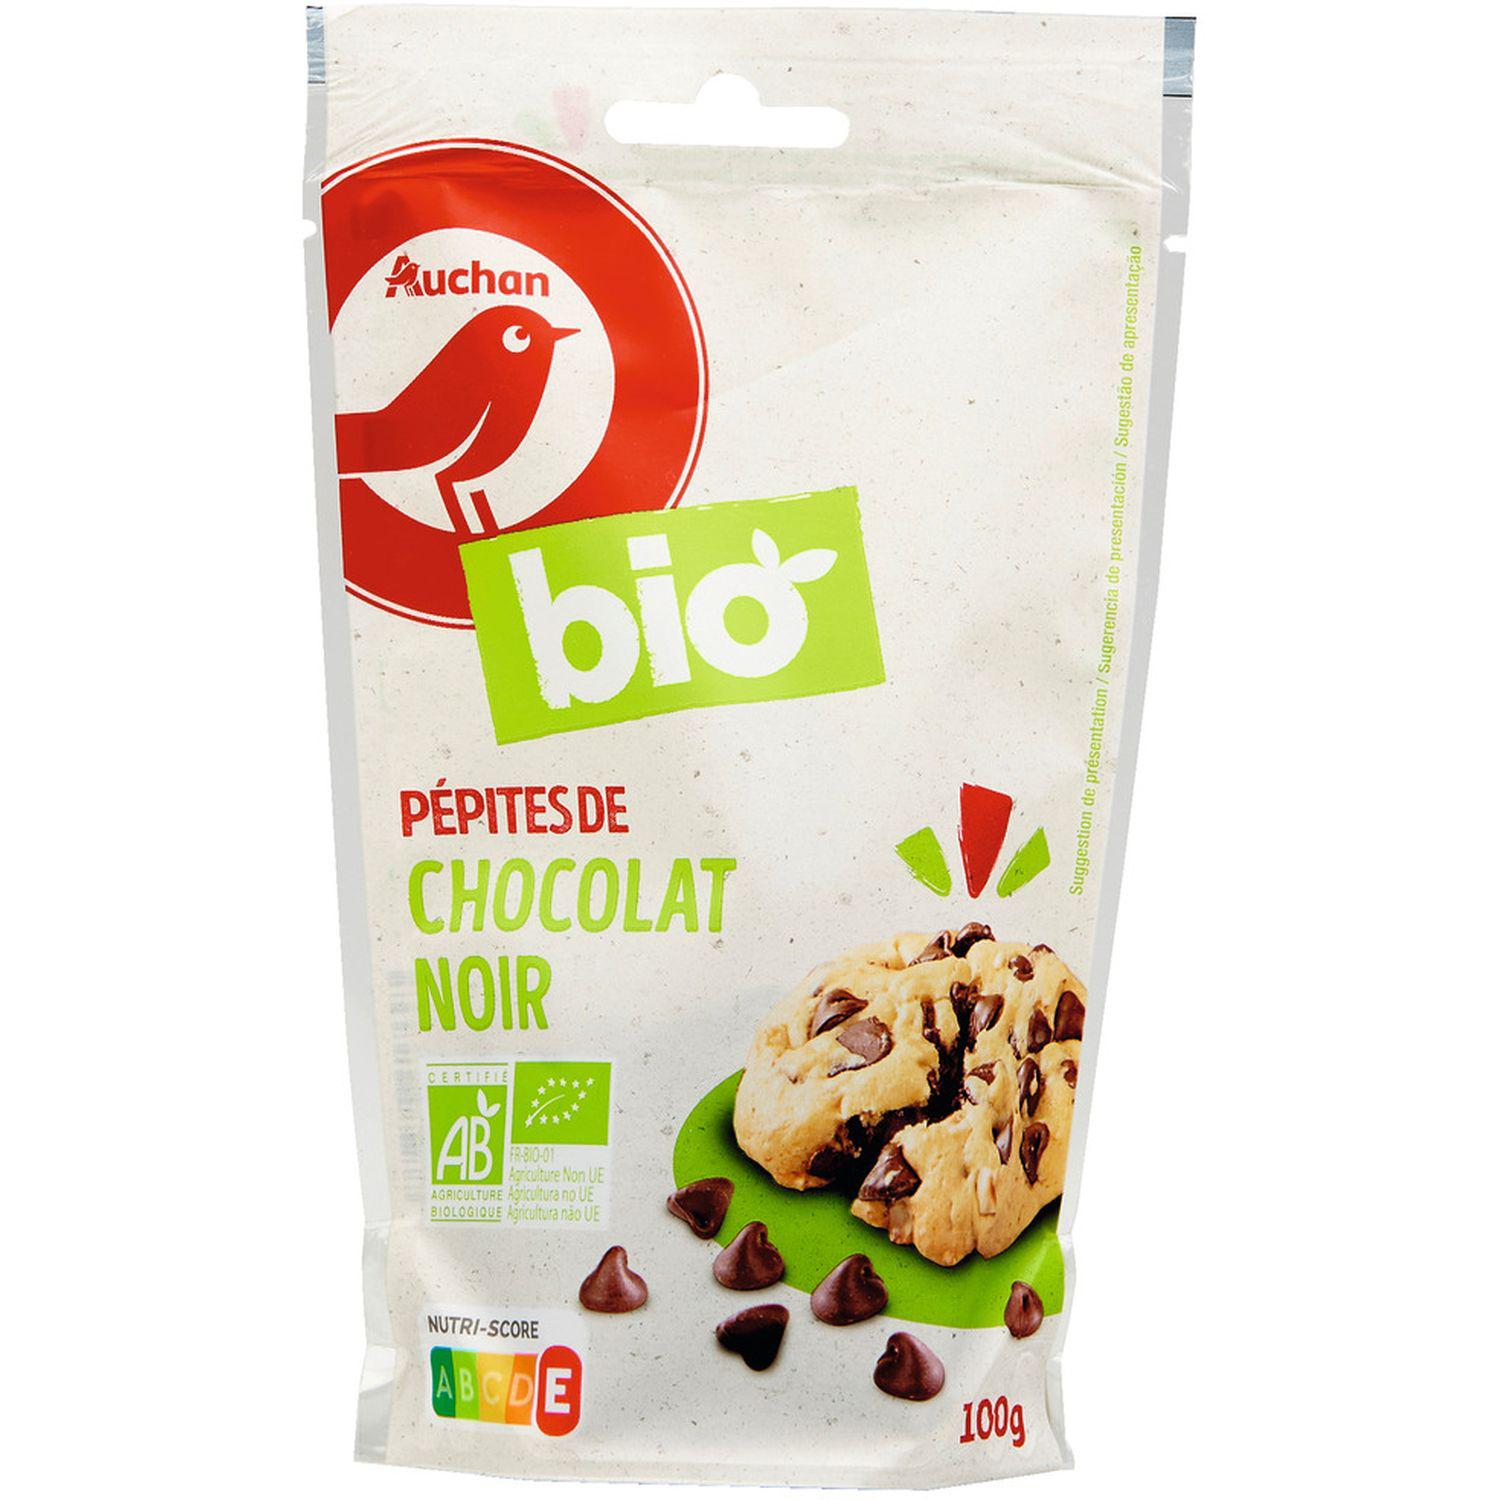 Auchan
bio
PÉPITES DE
CHOCOLAT
NOIR
CERTIFIÉ
AB
AGRICULTURE
BIOLOGIQUE
FR-BIO-01
Agriculture Non UE
Agricultura no UE
Agricultura não UE
NUTRI-SCORE
A B C D E
100g
Suggestion de présentation / Sugerencia de presentación / Sugestão de apresentação